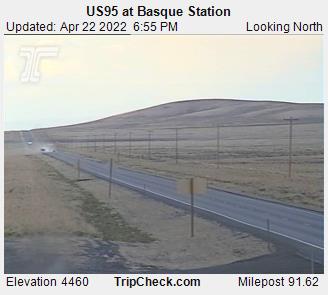 US95 at Basque Station
Updated: Apr 22 2022 6:55 PM Looking North
Elevation 4460 TripCheck.com Milepost 91.62